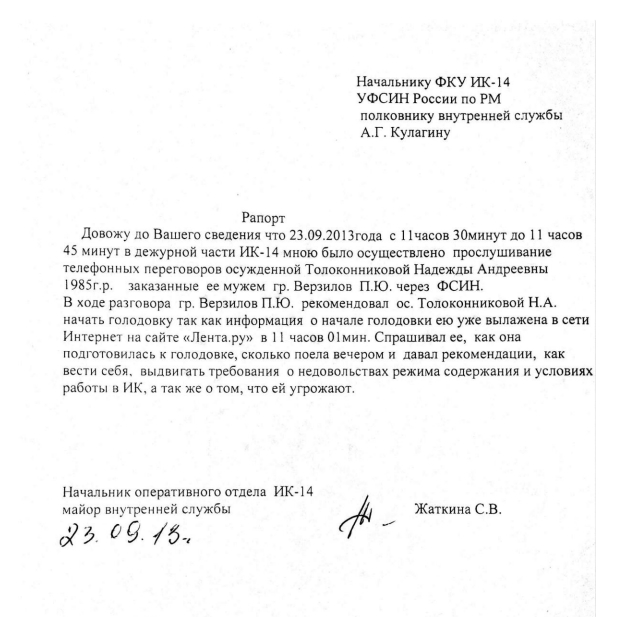 Начальнику ФКУ ИК-14
УФСИН России по РМ
полковнику внутренней службы
А.Г. Кулагину
Рапорт
Довожу до Вашего сведения что 23.09.2013года с 11часов 30минут до 11 часов
45 минут в дежурной части ИК-14 мною было осуществлено прослушивание
телефонных переговоров осужденной Толоконниковой Надежды Андреевны
1985г.р. заказанные ее мужем гр. Верзилов П.Ю. через ФСИН.
В ходе разговора гр. Верзилов П.Ю. рекомендовал ос. Толоконниковой Н.А.
начать голодовку так как информация о начале голодовки ею уже вылажена в сети
Интернет на сайте «Лента.ру» в 11 часов 01мин. Спрашивал ее, как она
подготовилась к голодовке, сколько поела вечером и давал рекомендации, как
вести себя, выдвигать требования о недовольствах режима содержания и условиях
работы в ИК, а так же о том, что ей угрожают.
Начальник оперативного отдела ИК-14
майор внутренней службы Жаткина С.В.
23.09.13г